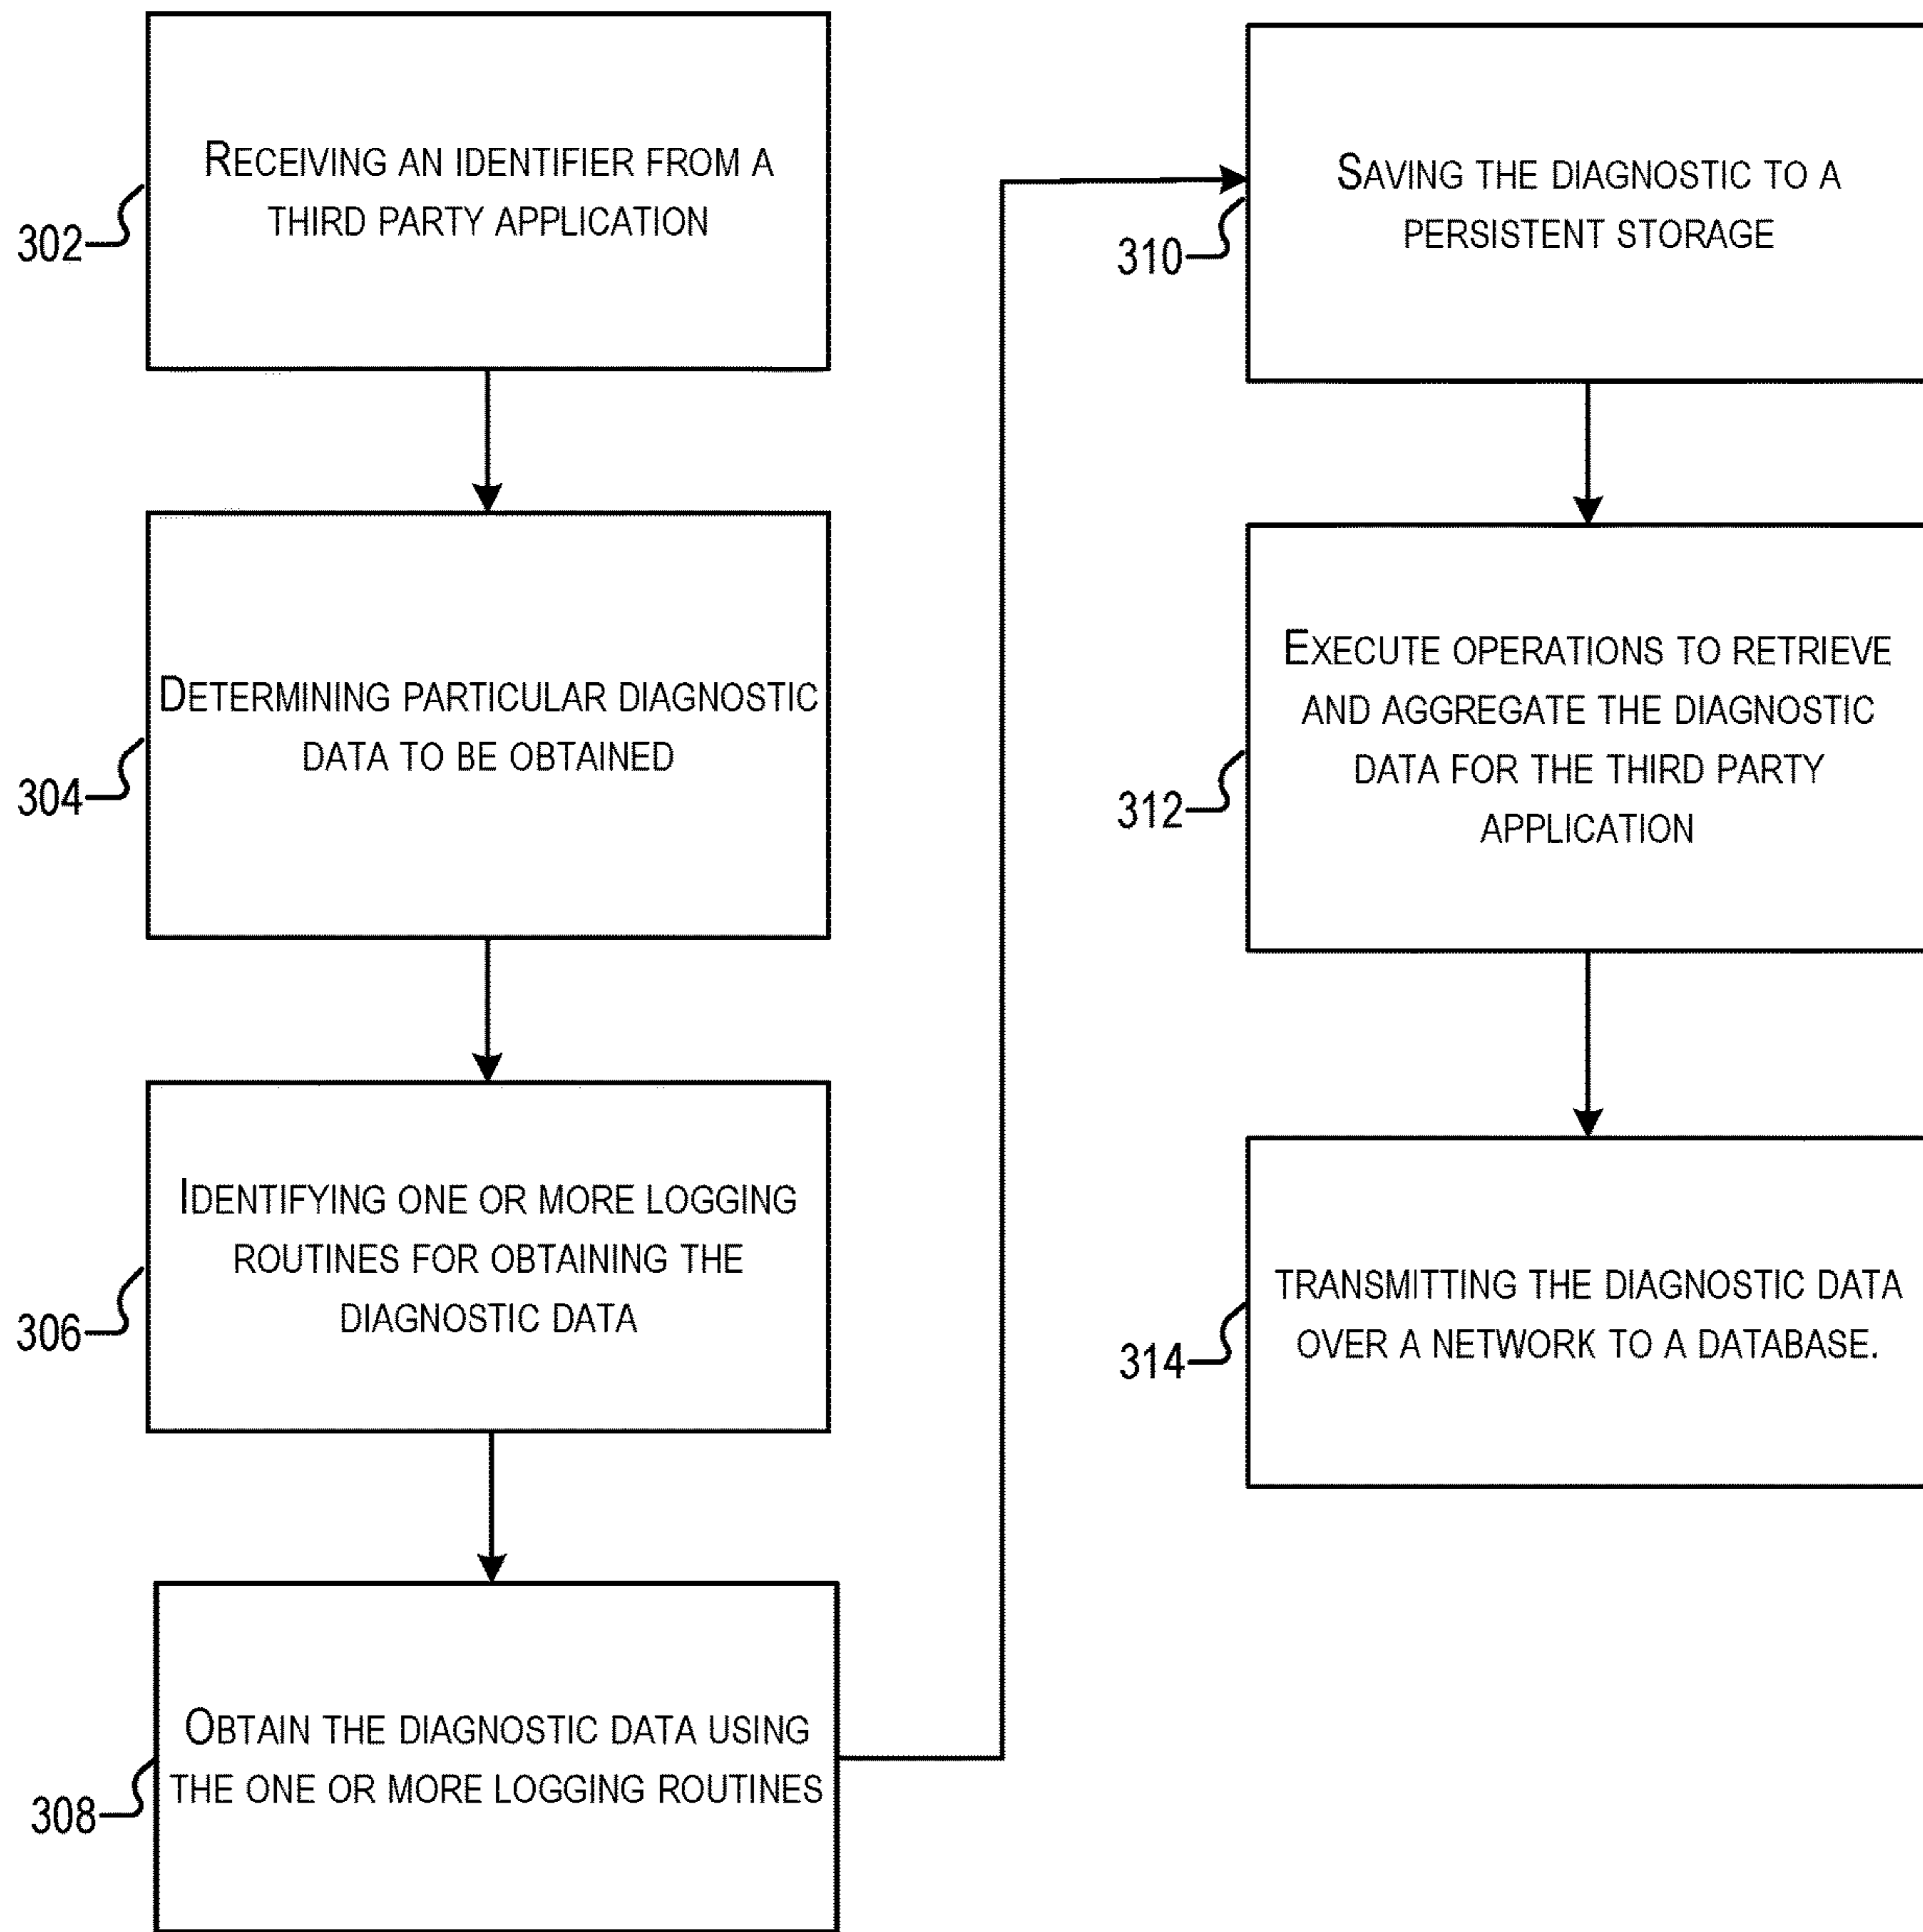 RECEIVING AN IDENTIFIER FROM A
THIRD PARTY APPLICATION
302
DETERMINING PARTICULAR DIAGNOSTIC
DATA TO BE OBTAINED
304
IDENTIFYING ONE OR MORE LOGGING
ROUTINES FOR OBTAINING THE
DIAGNOSTIC DATA
306
OBTAIN THE DIAGNOSTIC DATA USING
THE ONE OR MORE LOGGING ROUTINES
308
SAVING THE DIAGNOSTIC TO A
PERSISTENT STORAGE
310
EXECUTE OPERATIONS TO RETRIEVE
AND AGGREGATE THE DIAGNOSTIC
DATA FOR THE THIRD PARTY
APPLICATION
312
TRANSMITTING THE DIAGNOSTIC DATA
OVER A NETWORK TO A DATABASE.
314